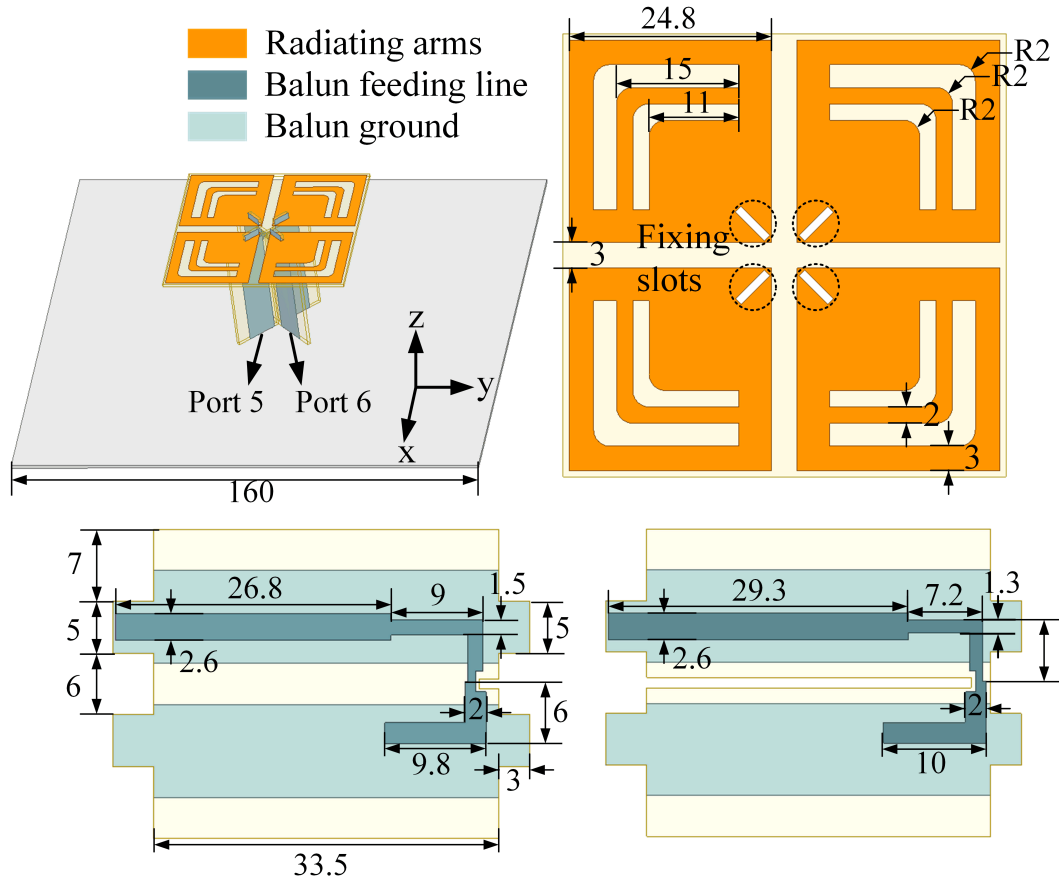 Radiating arms
Balun feeding line
Balun ground
Port 5
Port 6
z
y
x
160
24.8
15
11
R2
R2
R2
3
Fixing
slots
2
3
7
5
6
26.8
9
1.5
5
2.6
2
6
9.8
3
33.5
29.3
7.2
1.3
2.6
2
10